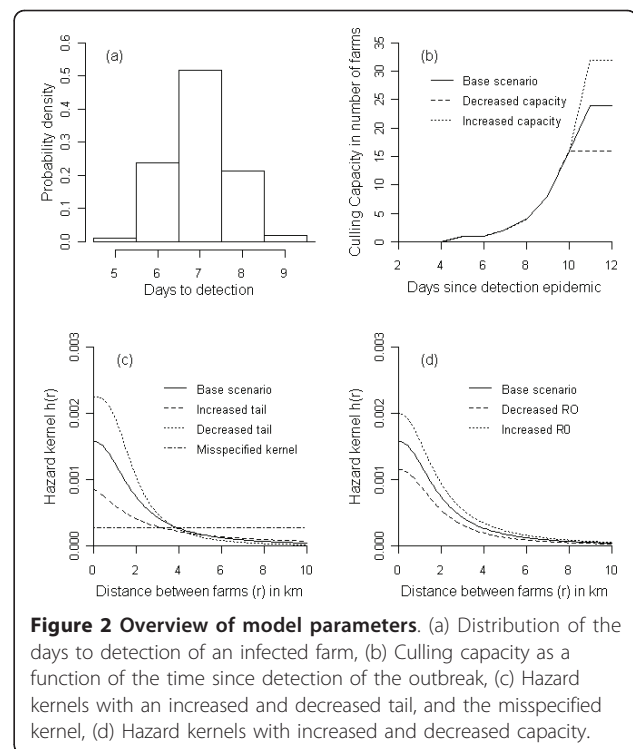 (a)
Probability density
0.0 0.1 0.2 0.3 0.4 0.5 0.6
5 6 7 8 9
Days to detection
(b)
Base scenario
Decreased capacity
Increased capacity
Culling Capacity in number of farms
0 5 10 15 20 25 30 35
2 4 6 8 10 12
Days since detection epidemic
(c)
Base scenario
Increased tail
Decreased tail
Misspecified kernel
Hazard kernel h(r)
0.000 0.0001 0.002 0.003
0 2 4 6 8 10
Distance between farms (r) in km
(d)
Base scenario
Decreased RO
Increased R0
Hazard kernel h(r)
0.000 0.0001 0.002 0.003
0 2 4 6 8 10
Distance between farms (r) in km
Figure 2 Overview of model parameters. (a) Distribution of the
days to detection of an infected farm, (b) Culling capacity as a
function of the time since detection of the outbreak, (c) Hazard
kernels with an increased and decreased tail, and the misspecified
kernel, (d) Hazard kernels with increased and decreased capacity.